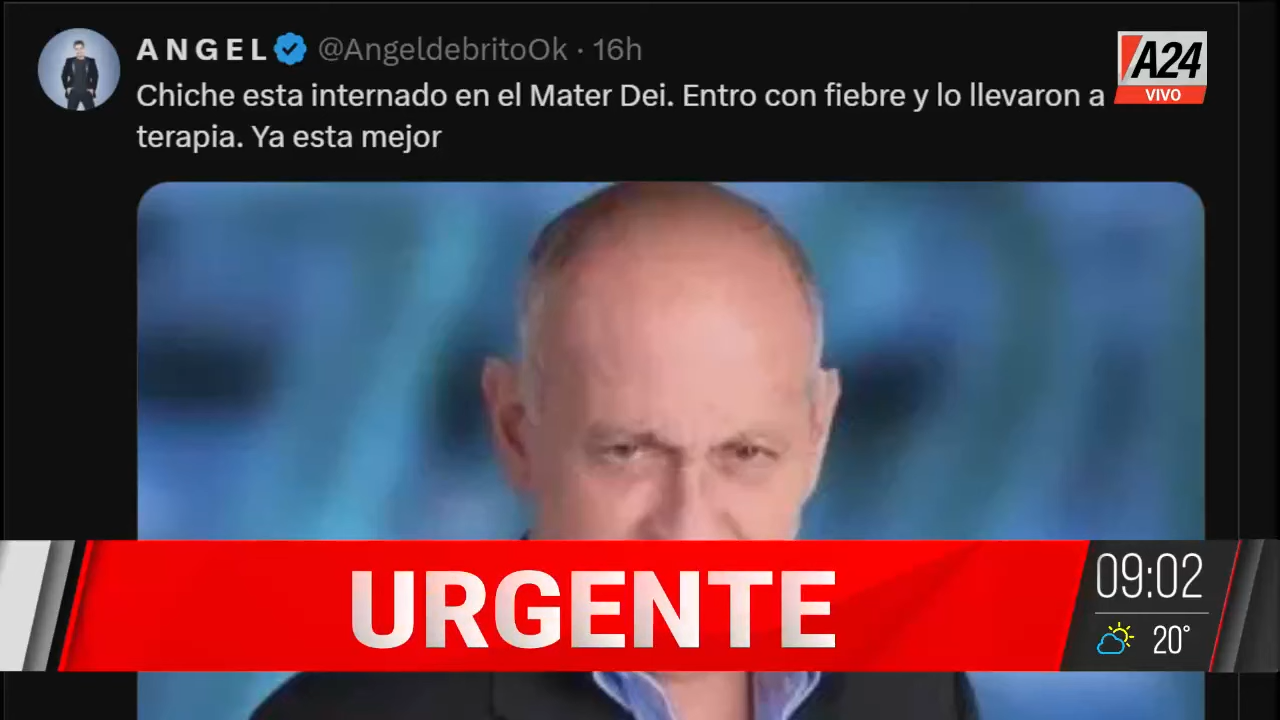 ANGEL @AngeldebritoOk · 16h
Chiche esta internado en el Mater Dei. Entro con fiebre y lo llevaron a
terapia. Ya esta mejor
A24
VIVO
URGENTE
09:02
20°